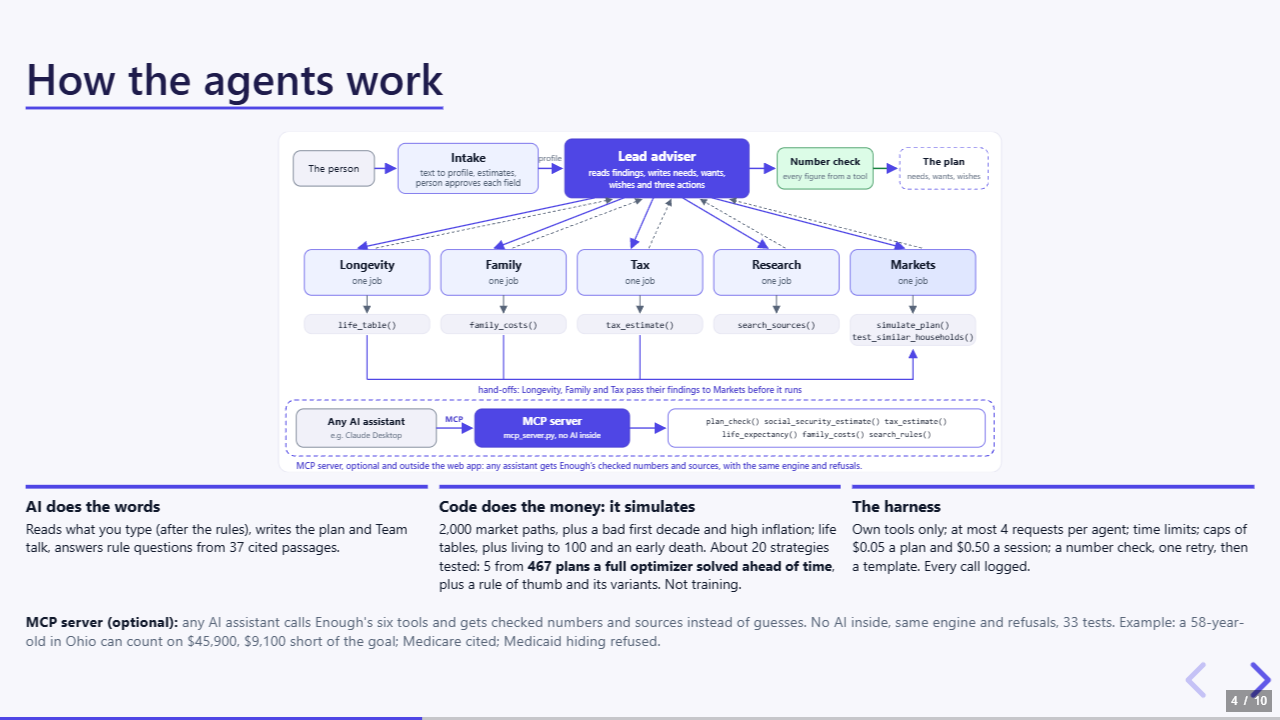 How the agents work
The person
Intake
text to profile, estimates,
person approves each field
profile
Lead adviser
reads findings, writes needs, wants,
wishes and three actions
Number check
every figure from a tool
The plan
needs, wants, wishes
Longevity
one job
Family
one job
Tax
one job
Research
one job
Markets
one job
life_table()
family_costs()
tax_estimate()
search_sources()
simulate_plan()
test_similar_households()
hand-offs: Longevity, Family and Tax pass their findings to Markets before it runs
Any AI assistant
e.g. Claude Desktop
MCP
MCP server
mcp_server.py, no AI inside
plan_check() social_security_estimate() tax_estimate()
life_expectancy() family_costs() search_rules()
MCP server, optional and outside the web app: any assistant gets Enough's checked numbers and sources, with the same engine and refusals.
AI does the words
Reads what you type (after the rules), writes the plan and Team
talk, answers rule questions from 37 cited passages.
Code does the money: it simulates
2,000 market paths, plus a bad first decade and high inflation; life
tables, plus living to 100 and an early death. About 20 strategies
tested: 5 from 467 plans a full optimizer solved ahead of time,
plus a rule of thumb and its variants. Not training.
The harness
Own tools only; at most 4 requests per agent; time limits; caps of
$0.05 a plan and $0.50 a session; a number check, one retry, then
a template. Every call logged.
MCP server (optional): any AI assistant calls Enough's six tools and gets checked numbers and sources instead of guesses. No AI inside, same engine and refusals, 33 tests. Example: a 58-year-
old in Ohio can count on $45,900, $9,100 short of the goal; Medicare cited; Medicaid hiding refused.
4 / 10